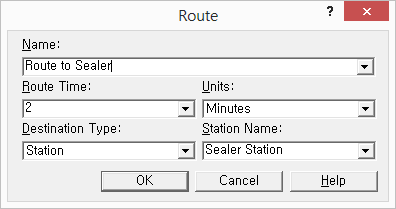 Route
?
Name:
Route to Sealer
Route Time:
Units:
2
Minutes
Destination Type:
Station Name:
Station
Sealer Station
OK
Cancel
Help